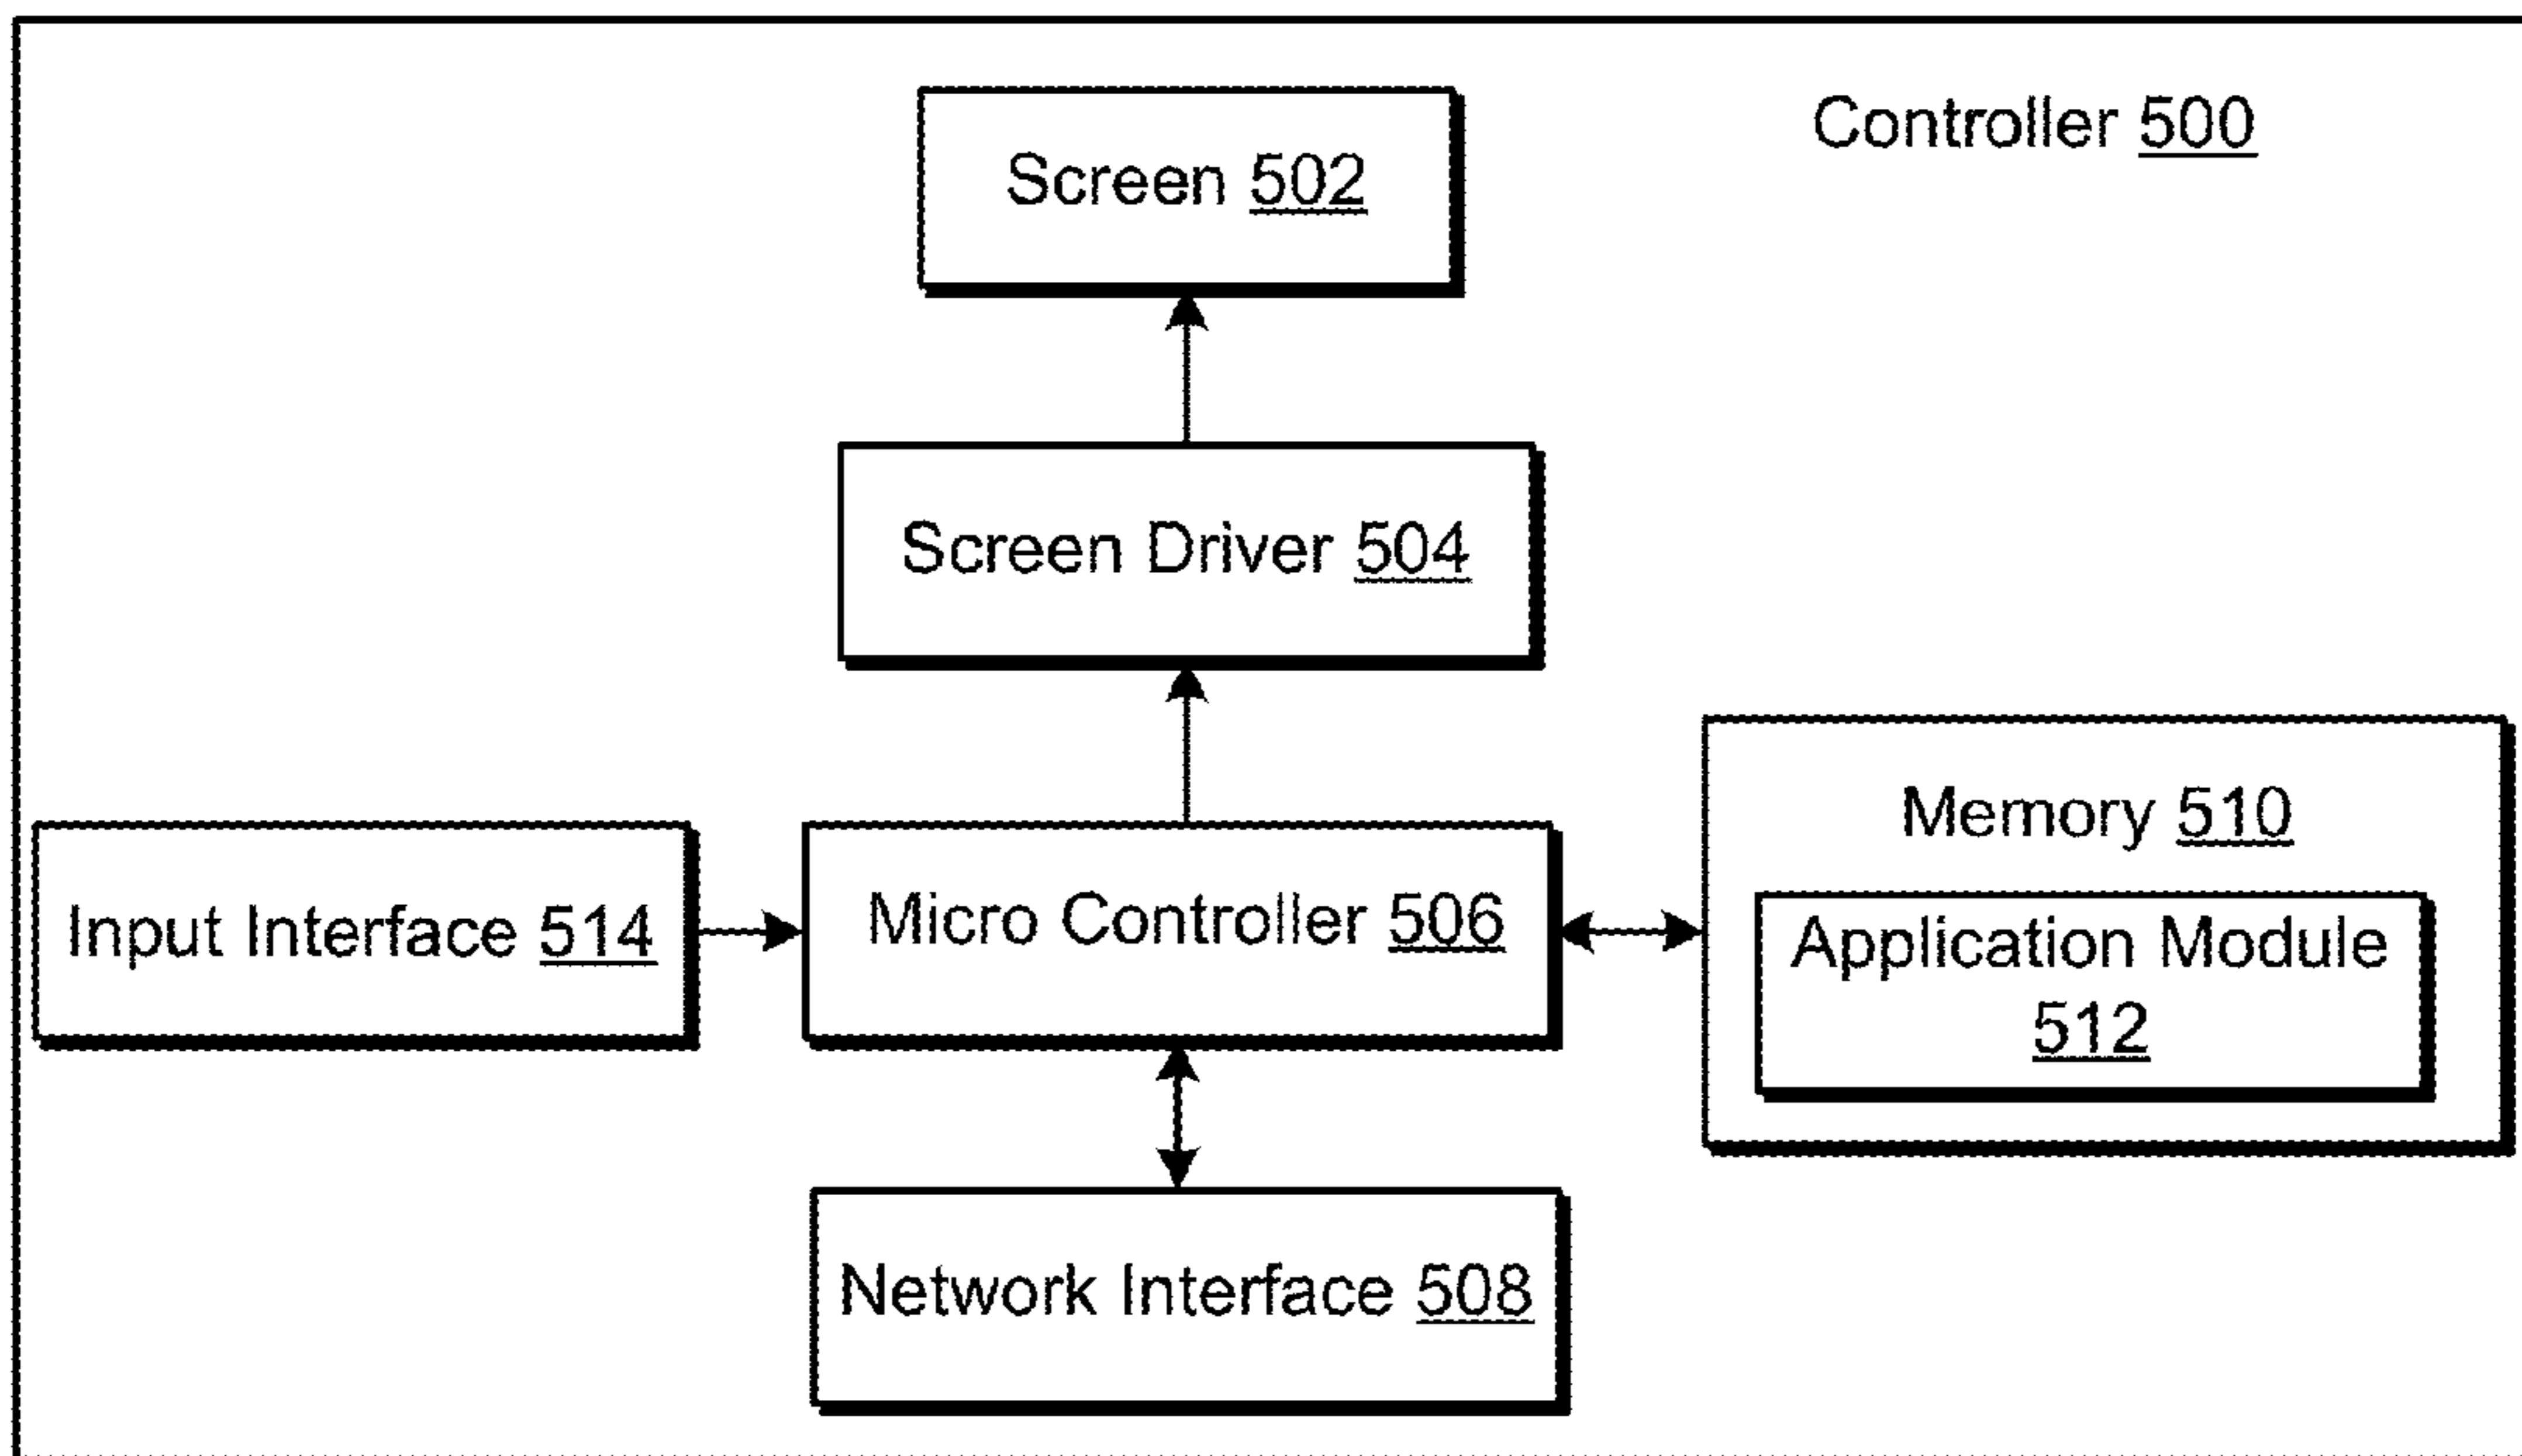 Controller 500
Screen 502
Screen Driver 504
Memory 510
Input Interface 514
Micro Controller 506
Application Module
512
Network Interface 508